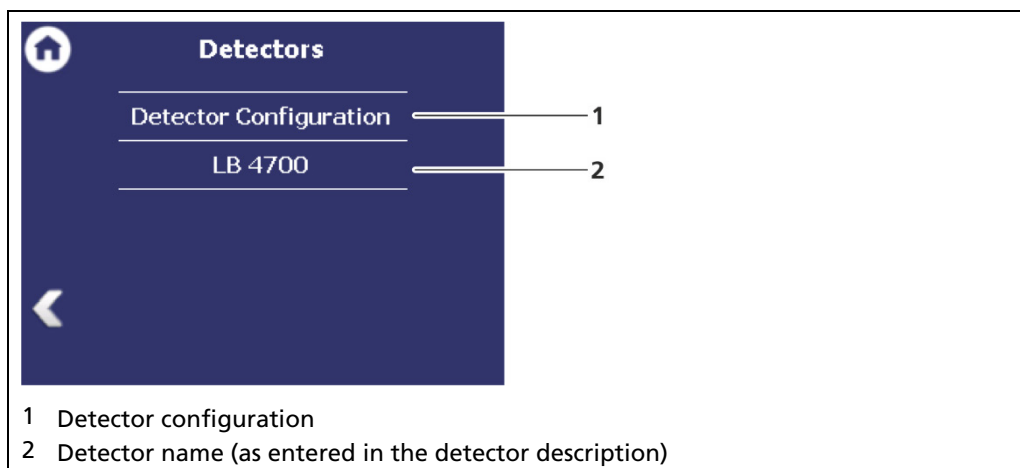 Detectors
Detector Configuration
1
LB 4700
2
1 Detector configuration
2 Detector name (as entered in the detector description)